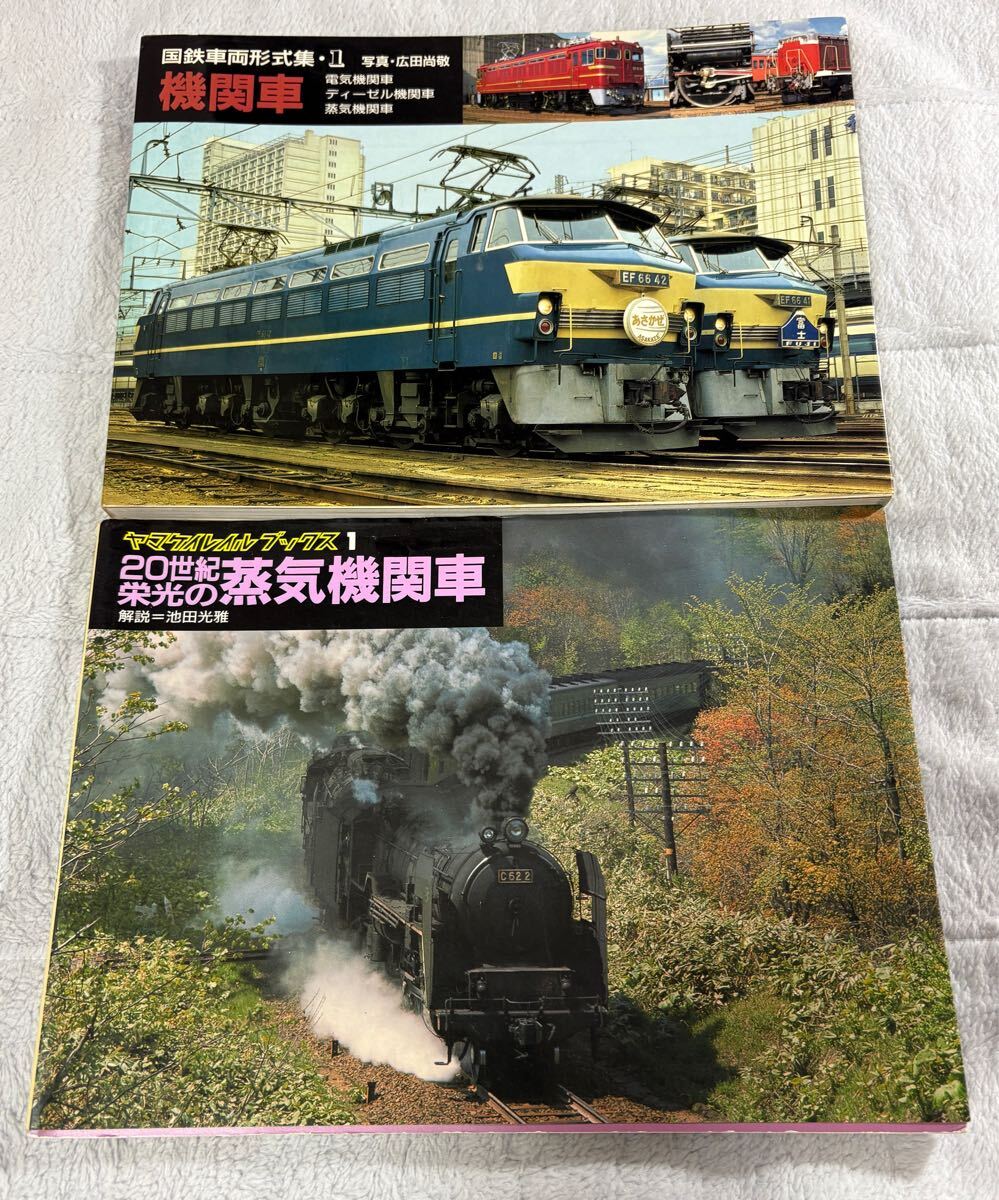 国鉄車両形式集・1 写真・広田尚敬
機関車
電気機関車
ディーゼル機関車
蒸気機関車
EF66 42
あさかぜ
ASAKAZE
EF66 41
富士
FUJI
ヤマケイレイルブックス1
20世紀
栄光の蒸気機関車
解説=池田光雅
C62 2